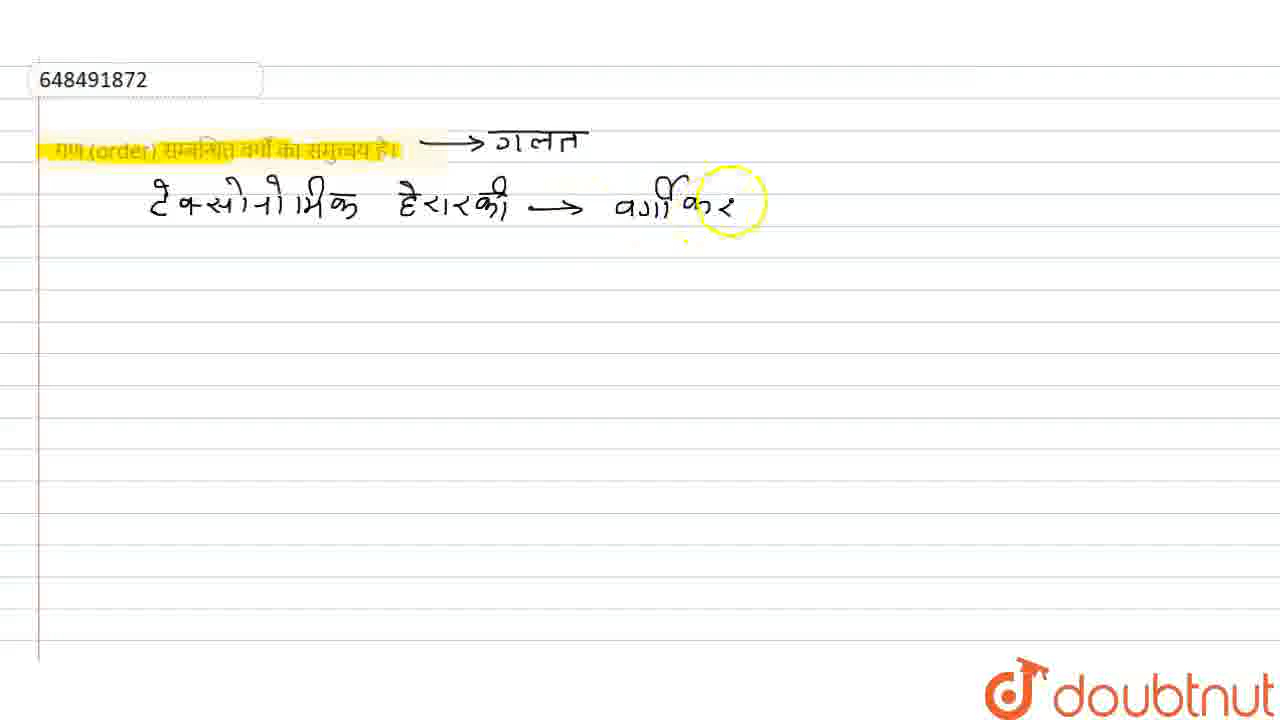 648491872
गण (order) सम्बन्धित वर्गों का समुच्चय है। → गलत
टेक्सोनोमिक हैरारकी → वर्गीकर
doubtnut